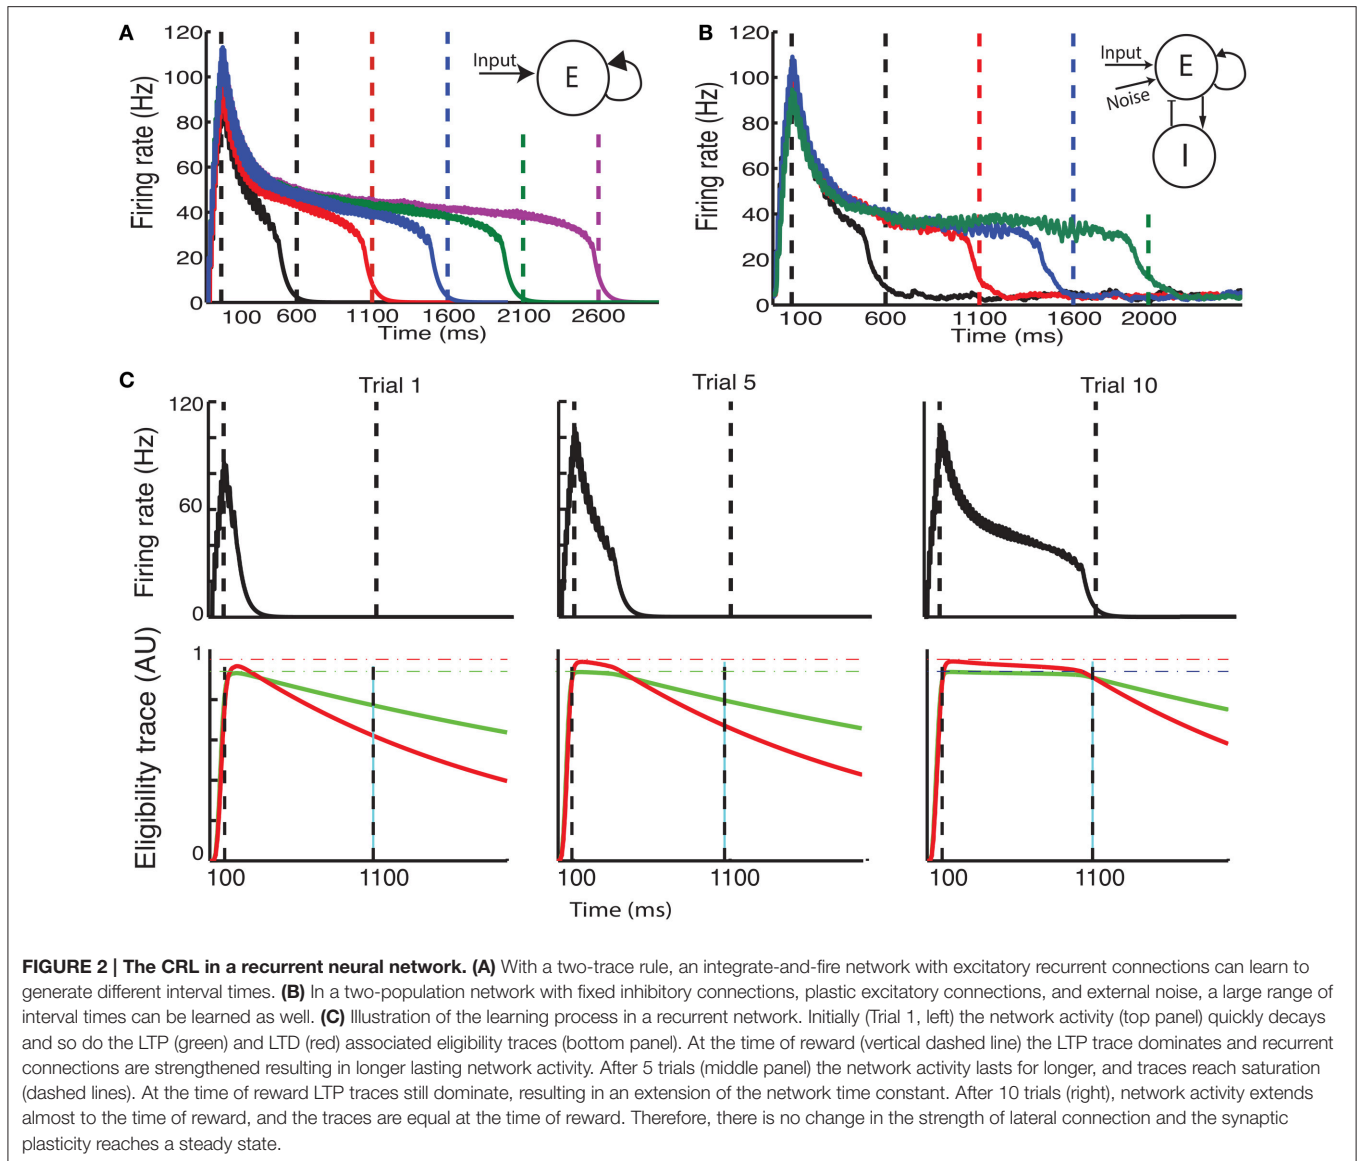 A
B
120
100
80
60
40
20
0
Firing rate (Hz)
Input
E
100 600 1100 1600 2100 2600
Time (ms)
120
100
80
60
40
20
0
Firing rate (Hz)
Input
Noise
E
I
100 600 1100 1600 2000
Time (ms)
C
Trial 1
Trial 5
Trial 10
120
60
0
Firing rate (Hz)
1
0
Eligibility trace (AU)
100 1100
100 1100
100 1100
Time (ms)
FIGURE 2 | The CRL in a recurrent neural network. (A) With a two-trace rule, an integrate-and-fire network with excitatory recurrent connections can learn to
generate different interval times. (B) In a two-population network with fixed inhibitory connections, plastic excitatory connections, and external noise, a large range of
interval times can be learned as well. (C) Illustration of the learning process in a recurrent network. Initially (Trial 1, left) the network activity (top panel) quickly decays
and so do the LTP (green) and LTD (red) associated eligibility traces (bottom panel). At the time of reward (vertical dashed line) the LTP trace dominates and recurrent
connections are strengthened resulting in longer lasting network activity. After 5 trials (middle panel) the network activity lasts for longer, and traces reach saturation
(dashed lines). At the time of reward LTP traces still dominate, resulting in an extension of the network time constant. After 10 trials (right), network activity extends
almost to the time of reward, and the traces are equal at the time of reward. Therefore, there is no change in the strength of lateral connection and the synaptic
plasticity reaches a steady state.